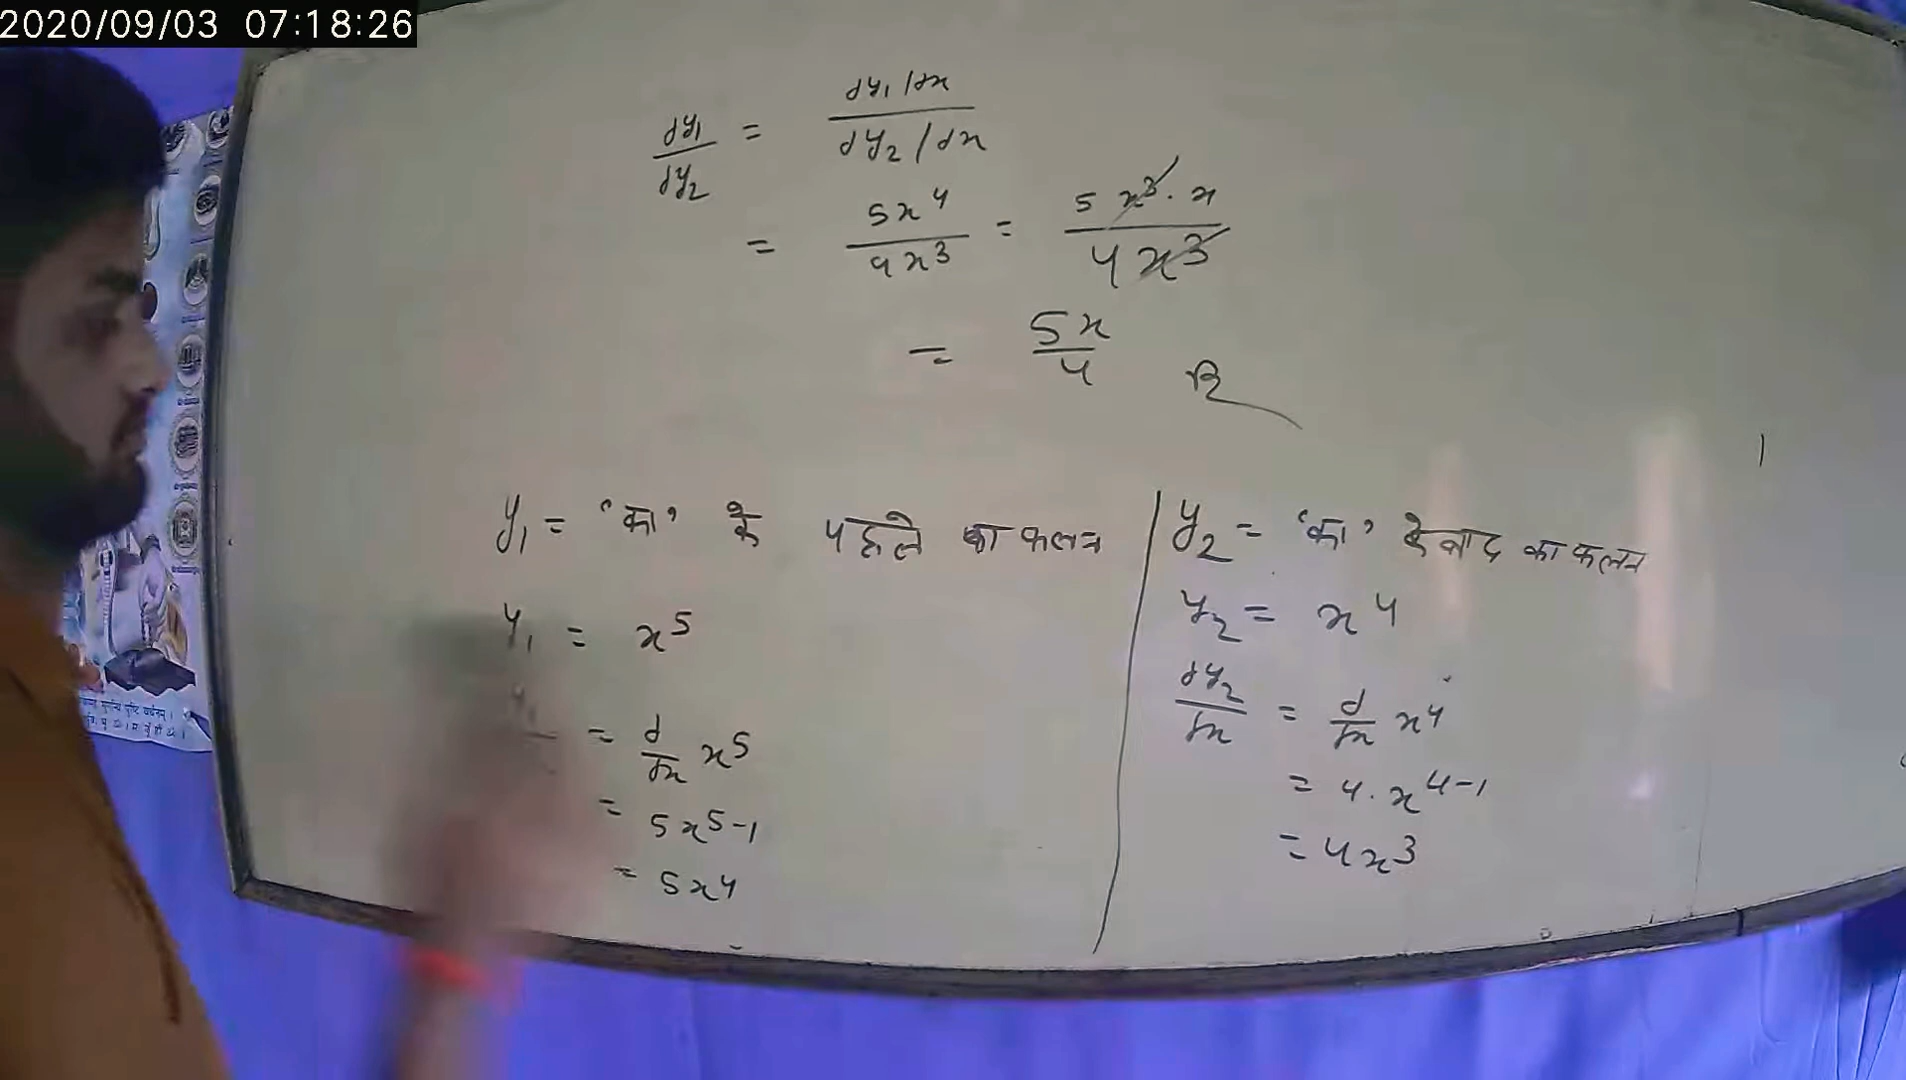 2020/09/03 07:18:26
dy₁/dy₂ = (dy₁/dx)/(dy₂/dx)
= 5x⁴/4x³ = 5x³·x/4x³
= 5x/4
y₁ = 'का' के पहले का फलन
y₁ = x⁵
= d/dx x⁵
= 5x⁵⁻¹
= 5x⁴
y₂ = 'का' के बाद का फलन
y₂ = x⁴
dy₂/dx = d/dx x⁴
= 4·x⁴⁻¹
= 4x³